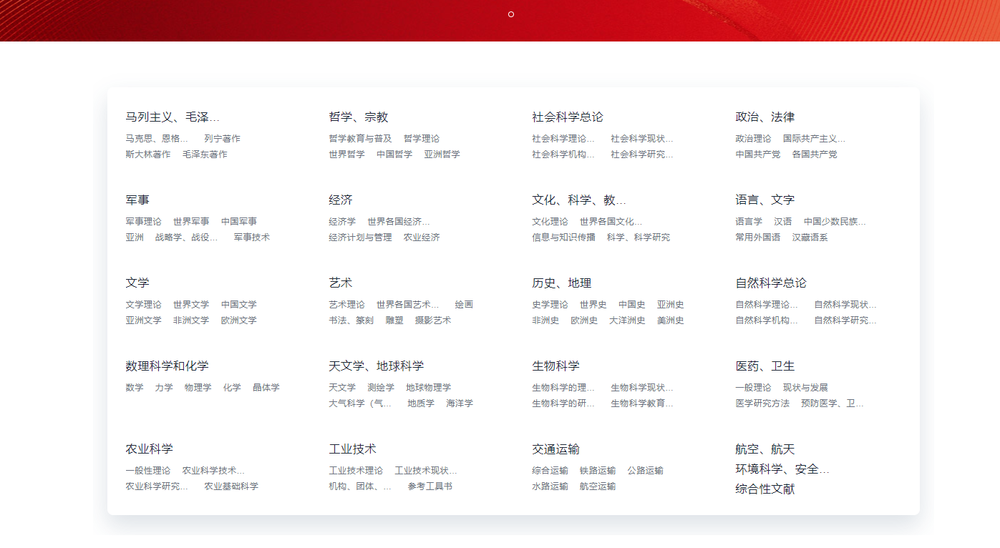 马列主义、毛泽...
马克思、恩格... 列宁著作
斯大林著作 毛泽东著作
哲学、宗教
哲学教育与普及 哲学理论
世界哲学 中国哲学 亚洲哲学
社会科学总论
社会科学理论... 社会科学现状...
社会科学机构... 社会科学研究...
政治、法律
政治理论 国际共产主义...
中国共产党 各国共产党
军事
军事理论 世界军事 中国军事
亚洲 战略学、战役... 军事技术
经济
经济学 世界各国经济...
经济计划与管理 农业经济
文化、科学、教...
文化理论 世界各国文化...
信息与知识传播 科学、科学研究
语言、文字
语言学 汉语 中国少数民族...
常用外国语 汉藏语系
文学
文学理论 世界文学 中国文学
亚洲文学 非洲文学 欧洲文学
艺术
艺术理论 世界各国艺术... 绘画
书法、篆刻 雕塑 摄影艺术
历史、地理
史学理论 世界史 中国史 亚洲史
非洲史 欧洲史 大洋洲史 美洲史
自然科学总论
自然科学理论... 自然科学现状...
自然科学机构... 自然科学研究...
数理科学和化学
数学 力学 物理学 化学 晶体学
天文学、地球科学
天文学 测绘学 地球物理学
大气科学（气... 地质学 海洋学
生物科学
生物科学的理... 生物科学现状...
生物科学的研... 生物科学教育...
医药、卫生
一般理论 现状与发展
医学研究方法 预防医学、卫...
农业科学
一般性理论 农业科学技术...
农业科学研究... 农业基础科学
工业技术
工业技术理论 工业技术现状...
机构、团体、... 参考工具书
交通运输
综合运输 铁路运输 公路运输
水路运输 航空运输
航空、航天
环境科学、安全...
综合性文献